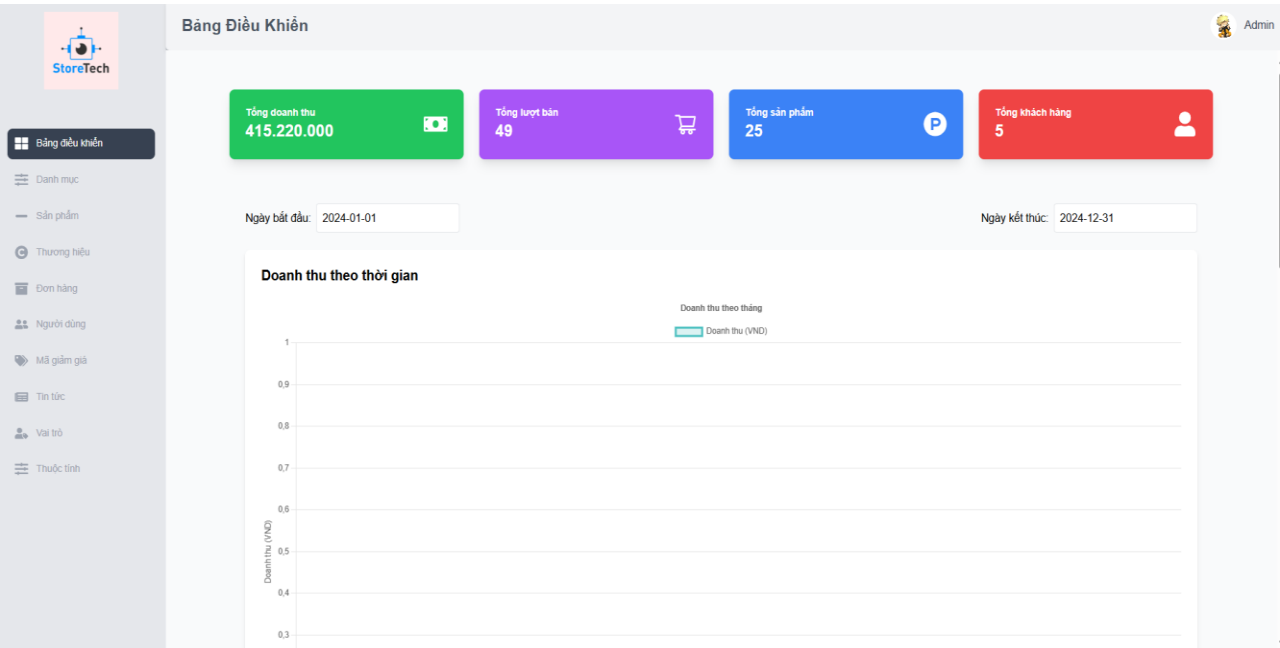 StoreTech
Bảng Điều Khiển
Admin
Bảng điều khiển
Danh mục
Sản phẩm
Thương hiệu
Đơn hàng
Người dùng
Mã giảm giá
Tin tức
Vai trò
Thuộc tính
Tổng doanh thu
415.220.000
Tổng lượt bán
49
Tổng sản phẩm
25
P
Tổng khách hàng
5
Ngày bắt đầu: 2024-01-01
Ngày kết thúc: 2024-12-31
Doanh thu theo thời gian
Doanh thu theo tháng
Doanh thu (VND)
1
0,9
0,8
0,7
0,6
0,5
0,4
0,3
Doanh thu (VND)